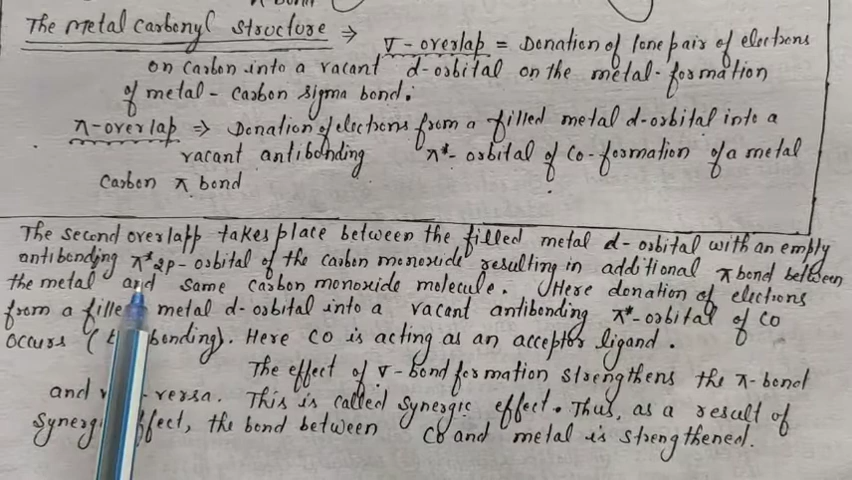 The Metal Carbonyl Structure ⇒ σ-overlap = Donation of lone pair of electrons
on carbon into a vacant d-orbital on the metal-formation
of metal-carbon sigma bond.
π-overlap ⇒ Donation of electrons from a filled metal d-orbital into a
vacant antibonding π*-orbital of Co-formation of a metal
Carbon π bond
The second overlapp takes place between the filled metal d-orbital with an empty
antibonding π*2p-orbital of the carbon monoxide resulting in additional π bond between
the metal and same carbon monoxide molecule. Here donation of electrons
from a filled metal d-orbital into a vacant antibonding π*-orbital of CO
occurs ( bonding). Here CO is acting as an acceptor ligand.
The effect of σ-bond formation strengthens the π-bond
and versa. This is called synergic effect. Thus, as a result of
synergic effect, the bond between CO and metal is strengthened.